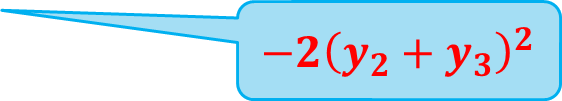 −2(y₂ + y₃)²